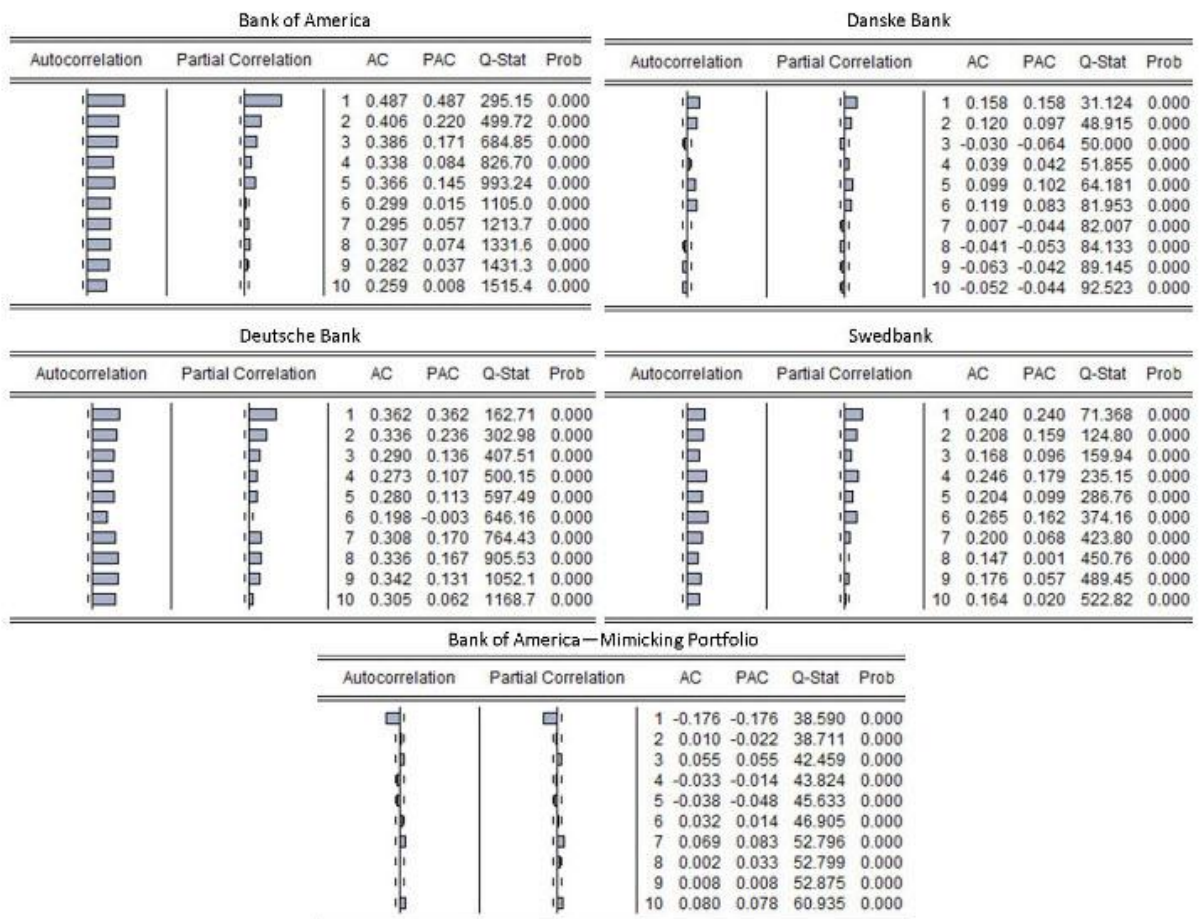 Bank of America
Autocorrelation Partial Correlation AC PAC Q-Stat Prob
1 0.487 0.487 295.15 0.000
2 0.406 0.220 499.72 0.000
3 0.386 0.171 684.85 0.000
4 0.338 0.084 826.70 0.000
5 0.366 0.145 993.24 0.000
6 0.299 0.015 1105.0 0.000
7 0.295 0.057 1213.7 0.000
8 0.307 0.074 1331.6 0.000
9 0.282 0.037 1431.3 0.000
10 0.259 0.008 1515.4 0.000
Danske Bank
Autocorrelation Partial Correlation AC PAC Q-Stat Prob
1 0.158 0.158 31.124 0.000
2 0.120 0.097 48.915 0.000
3 -0.030 -0.064 50.000 0.000
4 0.039 0.042 51.855 0.000
5 0.099 0.102 64.181 0.000
6 0.119 0.083 81.953 0.000
7 0.007 -0.044 82.007 0.000
8 -0.041 -0.053 84.133 0.000
9 -0.063 -0.042 89.145 0.000
10 -0.052 -0.044 92.523 0.000
Deutsche Bank
Autocorrelation Partial Correlation AC PAC Q-Stat Prob
1 0.362 0.362 162.71 0.000
2 0.336 0.236 302.98 0.000
3 0.290 0.136 407.51 0.000
4 0.273 0.107 500.15 0.000
5 0.280 0.113 597.49 0.000
6 0.198 -0.003 646.16 0.000
7 0.308 0.170 764.43 0.000
8 0.336 0.167 905.53 0.000
9 0.342 0.131 1052.1 0.000
10 0.305 0.062 1168.7 0.000
Swedbank
Autocorrelation Partial Correlation AC PAC Q-Stat Prob
1 0.240 0.240 71.368 0.000
2 0.208 0.159 124.80 0.000
3 0.168 0.096 159.94 0.000
4 0.246 0.179 235.15 0.000
5 0.204 0.099 286.76 0.000
6 0.265 0.162 374.16 0.000
7 0.200 0.068 423.80 0.000
8 0.147 0.001 450.76 0.000
9 0.176 0.057 489.45 0.000
10 0.164 0.020 522.82 0.000
Bank of America—Mimicking Portfolio
Autocorrelation Partial Correlation AC PAC Q-Stat Prob
1 -0.176 -0.176 38.590 0.000
2 0.010 -0.022 38.711 0.000
3 0.055 0.055 42.459 0.000
4 -0.033 -0.014 43.824 0.000
5 -0.038 -0.048 45.633 0.000
6 0.032 0.014 46.905 0.000
7 0.069 0.083 52.796 0.000
8 0.002 0.033 52.799 0.000
9 0.008 0.008 52.875 0.000
10 0.080 0.078 60.935 0.000